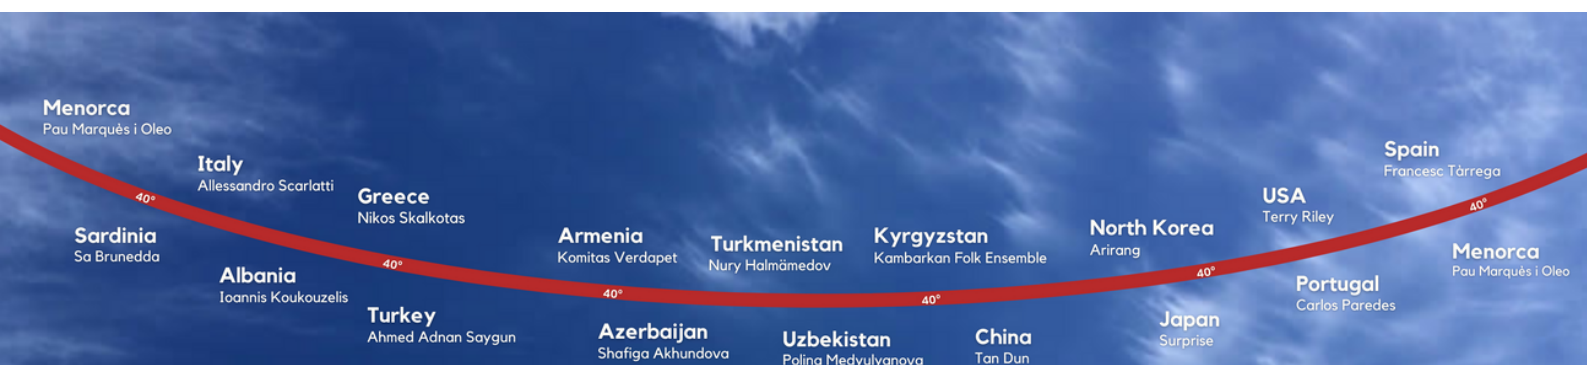 Menorca
Pau Marquès i Oleo
Italy
Allessandro Scarlatti
Greece
Nikos Skalkotas
40°
Sardinia
Sa Brunedda
Albania
Ioannis Koukouzelis
40°
Turkey
Ahmed Adnan Saygun
Armenia
Komitas Verdapet
40°
Azerbaijan
Shafiga Akhundova
Turkmenistan
Nury Halmämedov
Uzbekistan
Polina Medyulyanova
Kyrgyzstan
Kambarkan Folk Ensemble
40°
China
Tan Dun
North Korea
Arirang
40°
Japan
Surprise
USA
Terry Riley
Portugal
Carlos Paredes
Spain
Francesc Tàrrega
40°
Menorca
Pau Marquès i Oleo